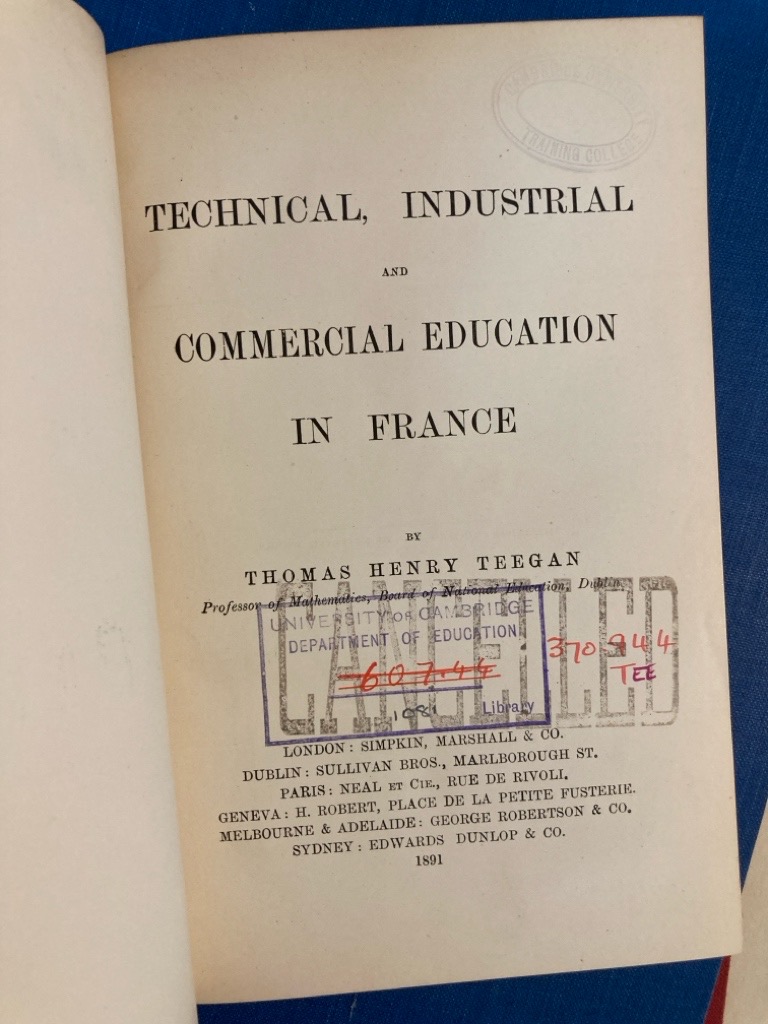 TRAINING COLLEGE
TECHNICAL, INDUSTRIAL
AND
COMMERCIAL EDUCATION
IN FRANCE
BY
THOMAS HENRY TEEGAN
Professor of Mathematics, Board of National Education, Dublin.
CANCELLED
UNIVERSITY OF CAMBRIDGE
DEPARTMENT OF EDUCATION
607.44
370.944
TEE
Library
LONDON: SIMPKIN, MARSHALL & CO.
DUBLIN: SULLIVAN BROS., MARLBOROUGH ST.
PARIS: NEAL ET CIE., RUE DE RIVOLI.
GENEVA: H. ROBERT, PLACE DE LA PETITE FUSTERIE.
MELBOURNE & ADELAIDE: GEORGE ROBERTSON & CO.
SYDNEY: EDWARDS DUNLOP & CO.
1891